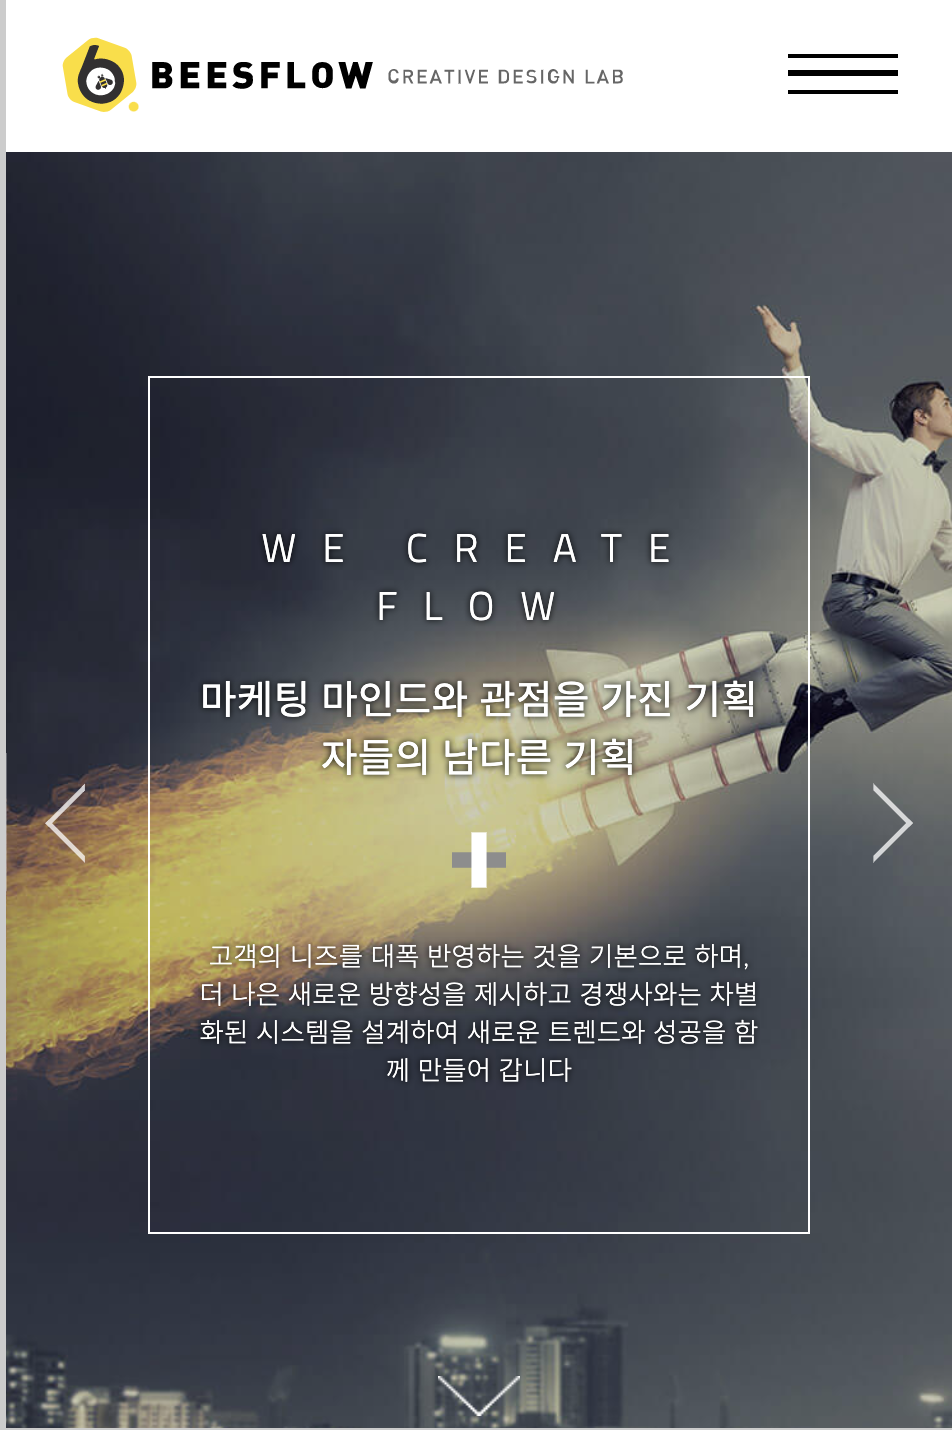 BEESFLOW CREATIVE DESIGN LAB
WE CREATE
FLOW
마케팅 마인드와 관점을 가진 기획
자들의 남다른 기획
고객의 니즈를 대폭 반영하는 것을 기본으로 하며,
더 나은 새로운 방향성을 제시하고 경쟁사와는 차별
화된 시스템을 설계하여 새로운 트렌드와 성공을 함
께 만들어 갑니다